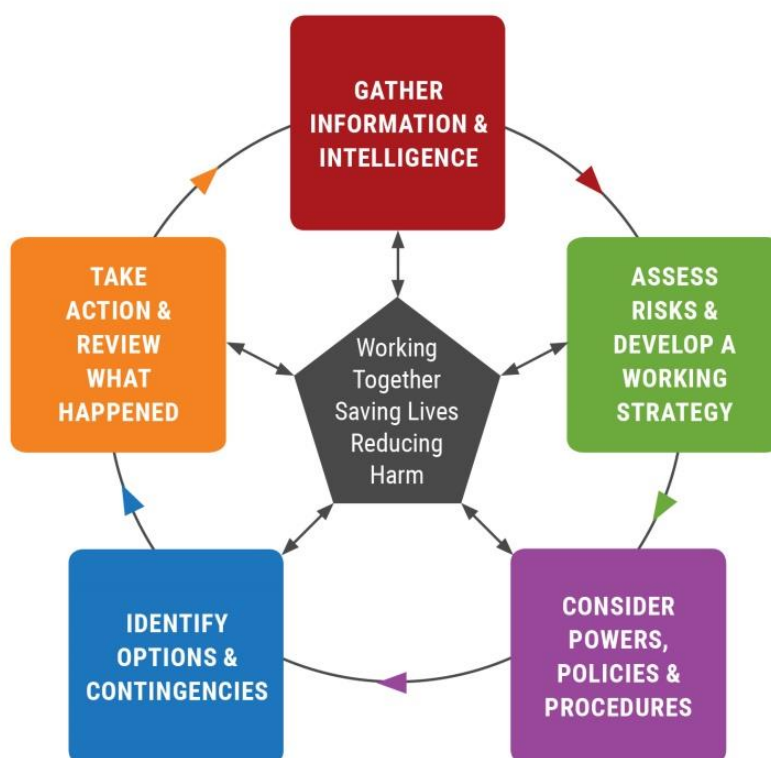 GATHER
INFORMATION &
INTELLIGENCE
ASSESS
RISKS &
DEVELOP A
WORKING
STRATEGY
CONSIDER
POWERS,
POLICIES &
PROCEDURES
IDENTIFY
OPTIONS &
CONTINGENCIES
TAKE
ACTION &
REVIEW
WHAT
HAPPENED
Working
Together
Saving Lives
Reducing
Harm